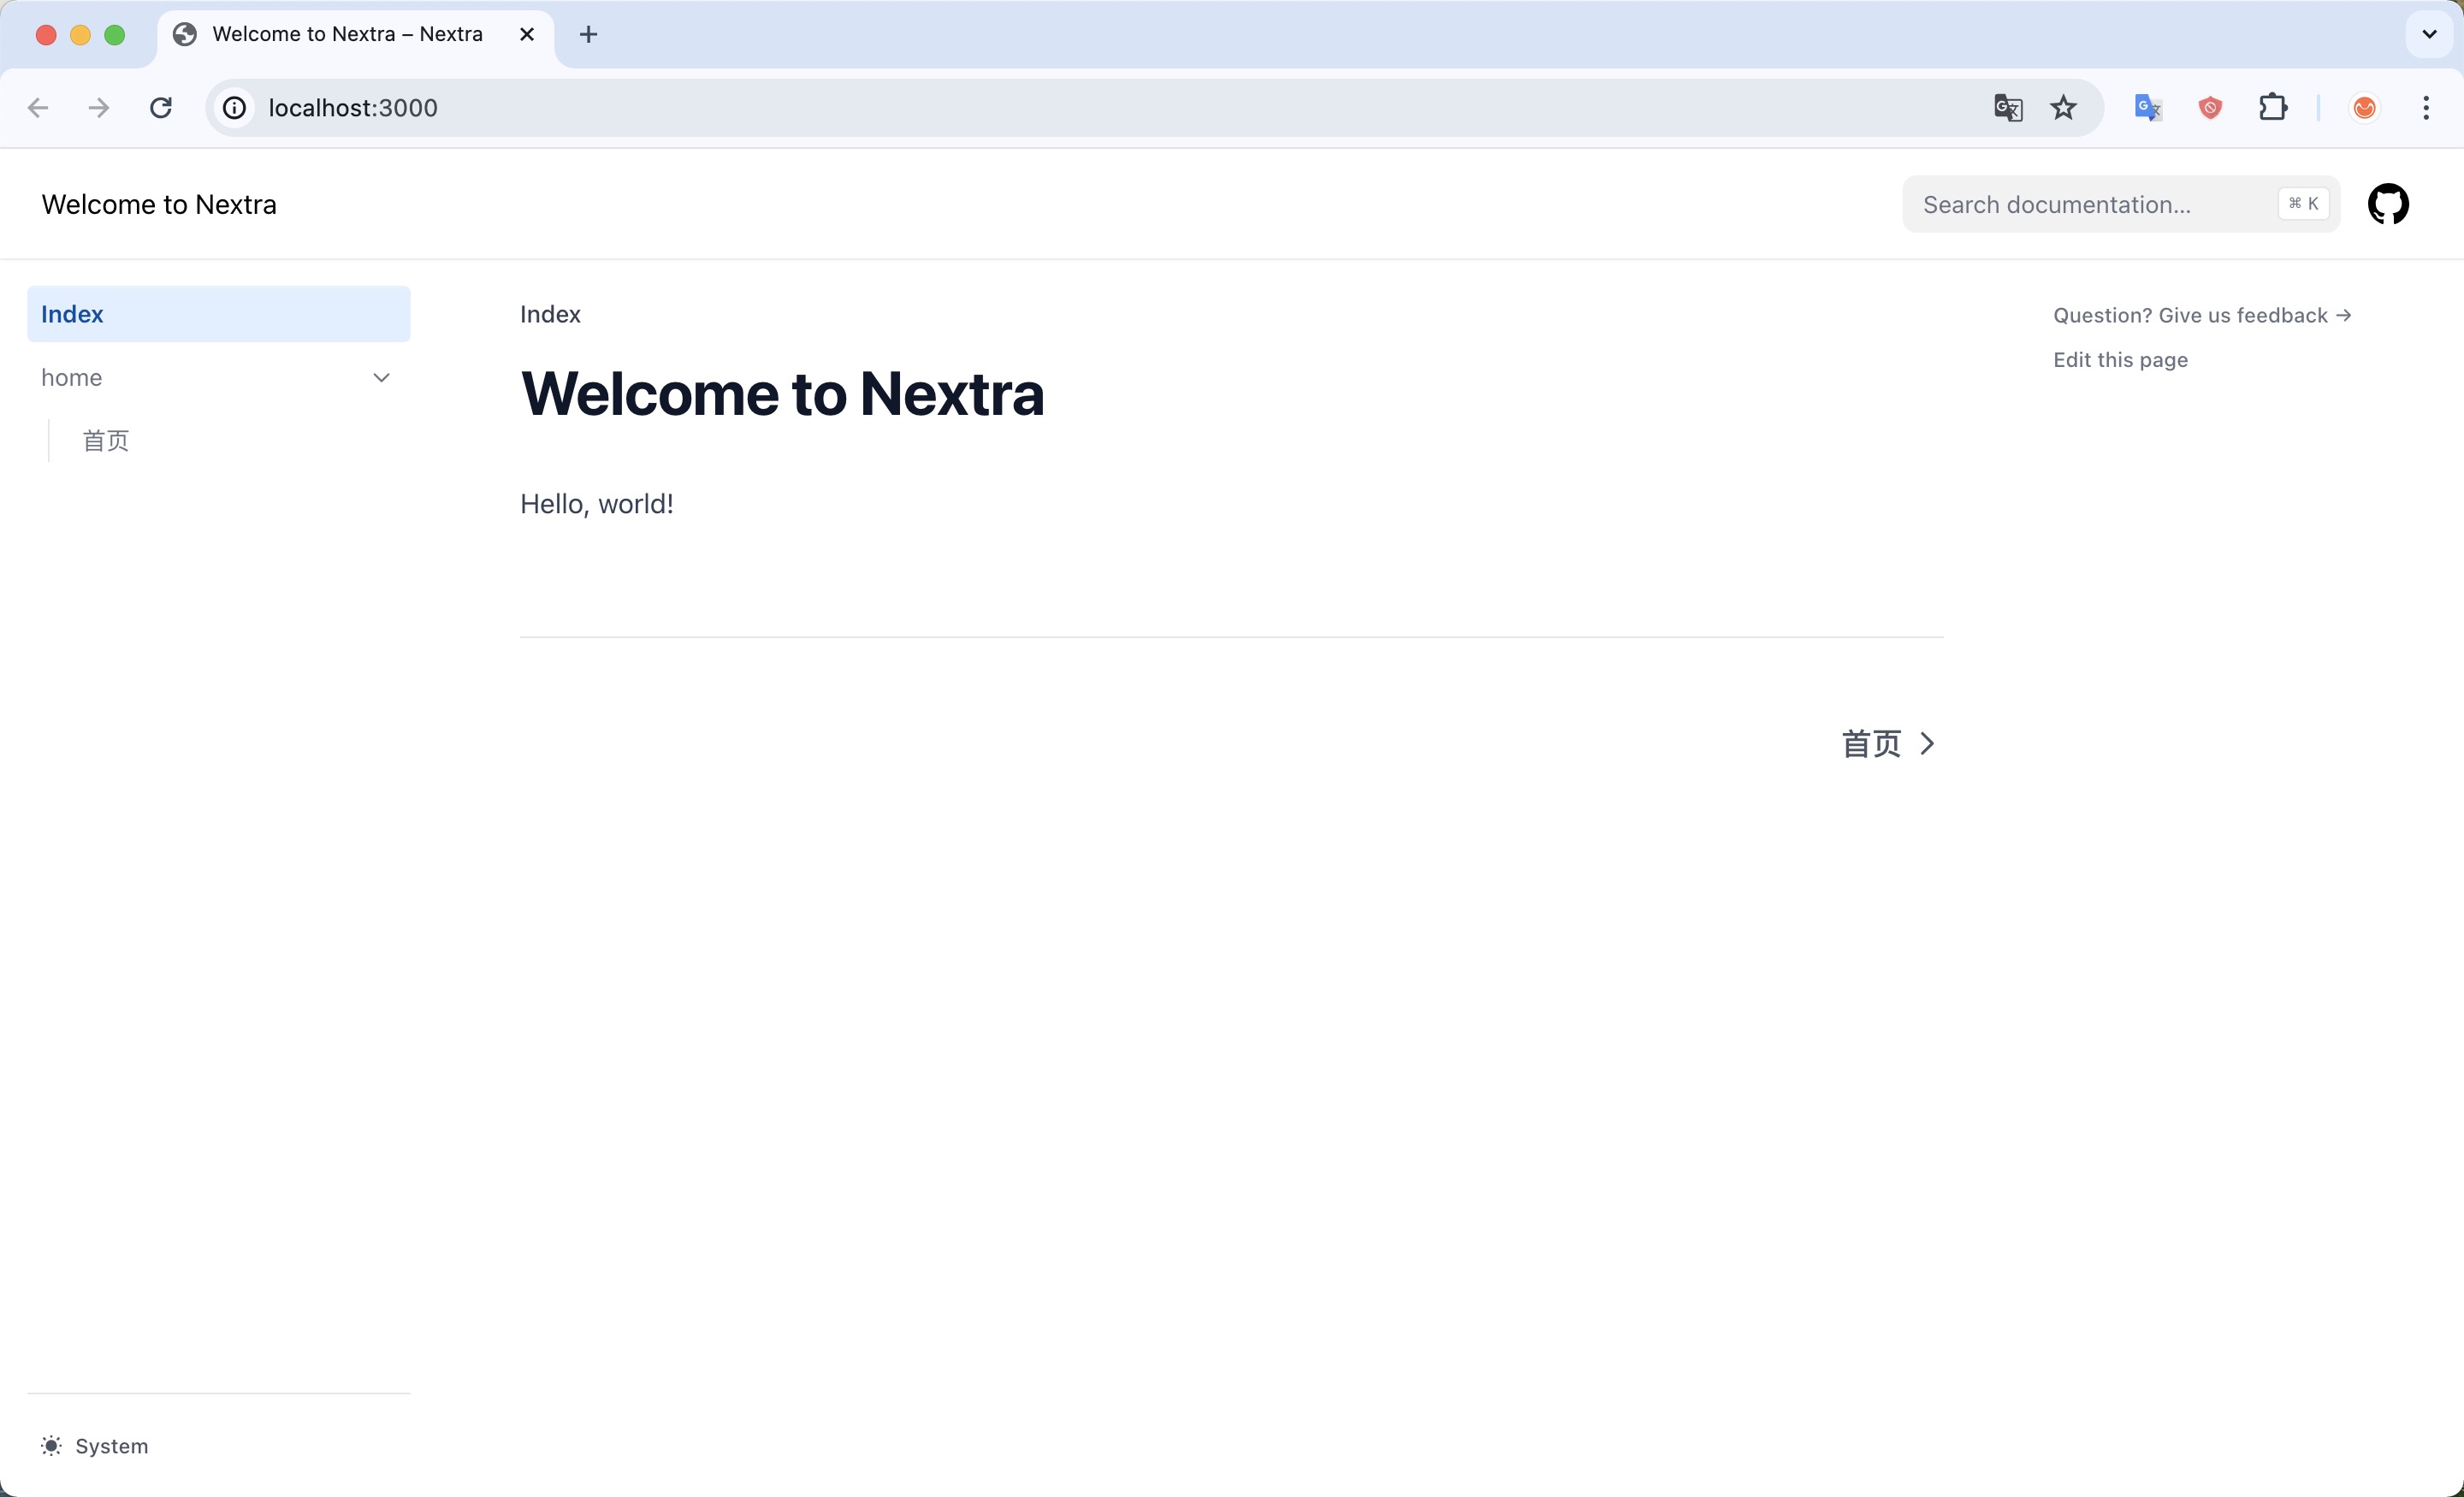 Welcome to Nextra – Nextra
localhost:3000
Welcome to Nextra
Search documentation...
⌘ K
Index
home
首页
Index
Welcome to Nextra
Hello, world!
首页
Question? Give us feedback →
Edit this page
System